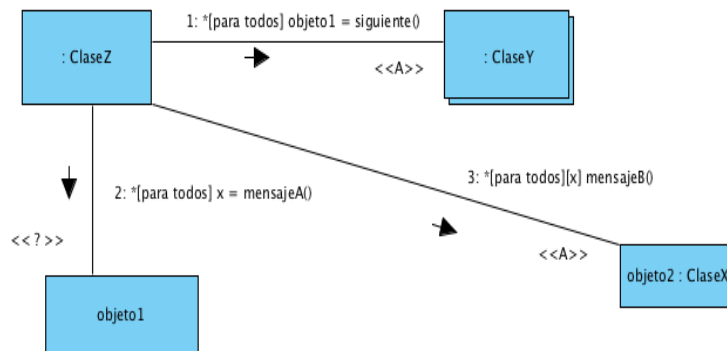 1: *[para todos] objeto1 = siguiente()
: ClaseZ
: ClaseY
<<A>>
3: *[para todos][x] mensajeB()
2: *[para todos] x = mensajeA()
<<?>>
<<A>>
objeto2 : ClaseX
objeto1